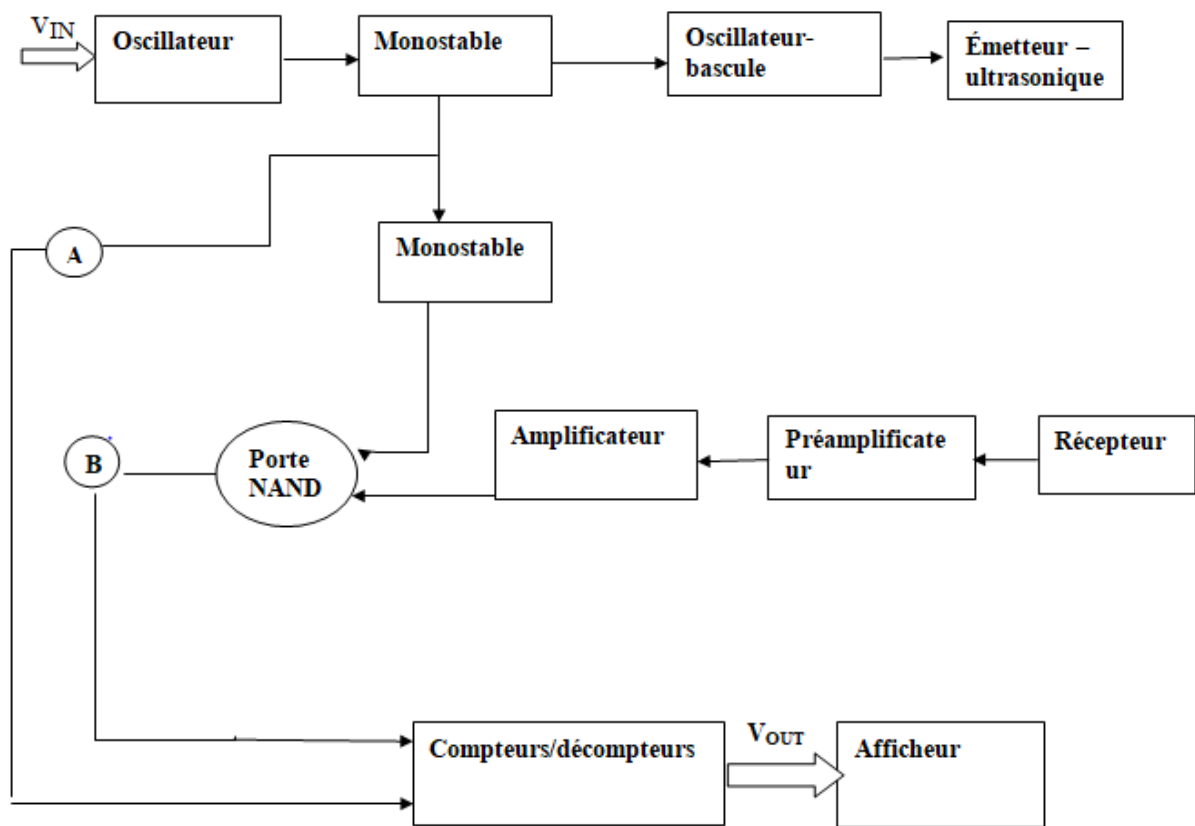 VIN
Oscillateur
Monostable
Oscillateur-
bascule
Émetteur –
ultrasonique
A
Monostable
B
Porte
NAND
Amplificateur
Préamplificate
ur
Récepteur
Compteurs/décompteurs
VOUT
Afficheur